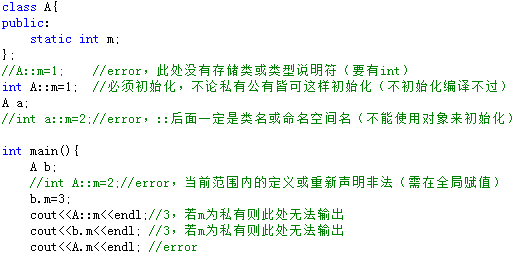 class A{
public:
    static int m;
};
//A::m=1;    //error，此处没有存储类或类型说明符（要有int）
int A::m=1;  //必须初始化，不论私有公有皆可这样初始化（不初始化编译不过）
A a;
//int a::m=2;//error，::后面一定是类名或命名空间名（不能使用对象来初始化）
int main(){
    A b;
    //int A::m=2;//error，当前范围内的定义或重新声明非法（需在全局赋值）
    b.m=3;
    cout<<A::m<<endl;//3，若m为私有则此处无法输出
    cout<<b.m<<endl; //3，若m为私有则此处无法输出
    cout<<A.m<<endl; //error